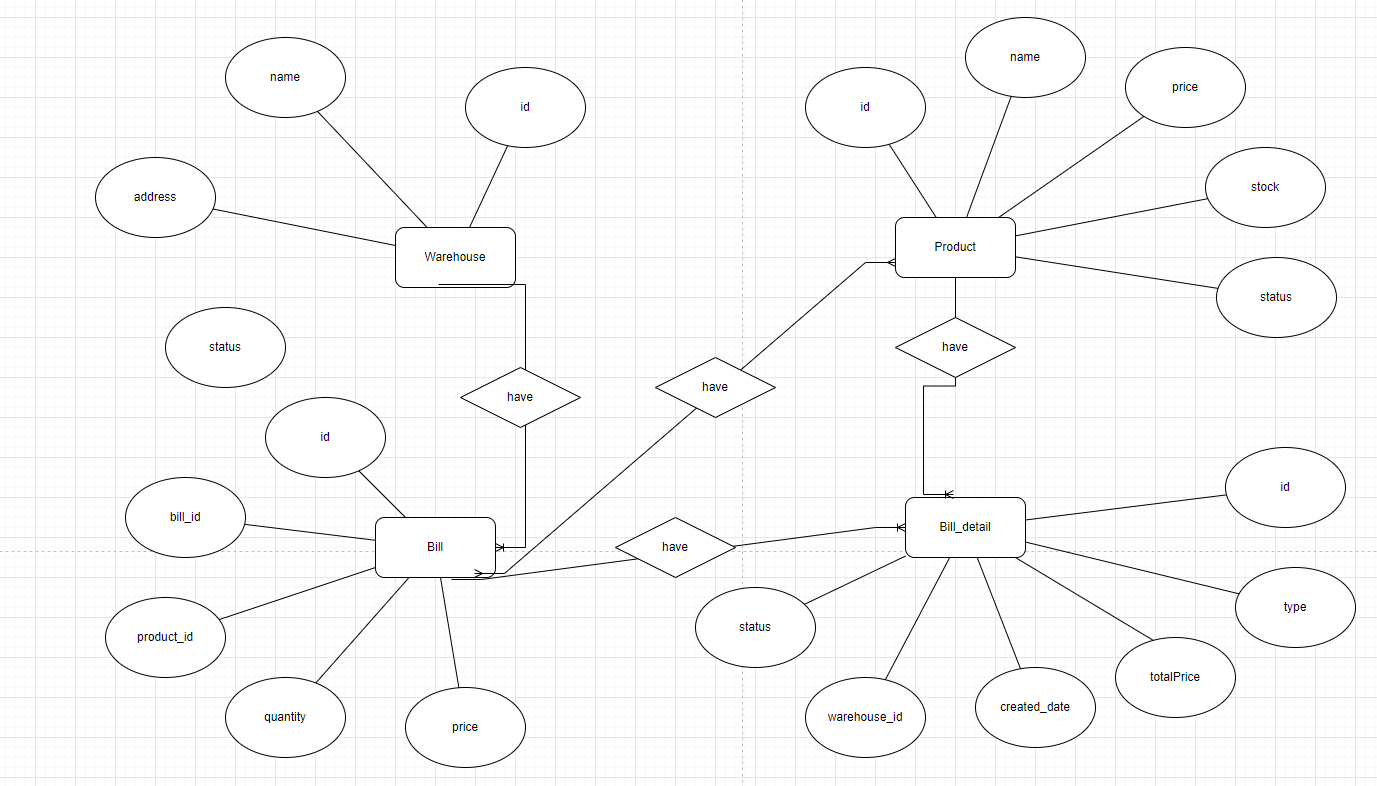 name
id
address
Warehouse
status
have
id
name
price
stock
Product
status
have
have
id
bill_id
Bill
product_id
quantity
price
have
Bill_detail
id
type
status
warehouse_id
created_date
totalPrice